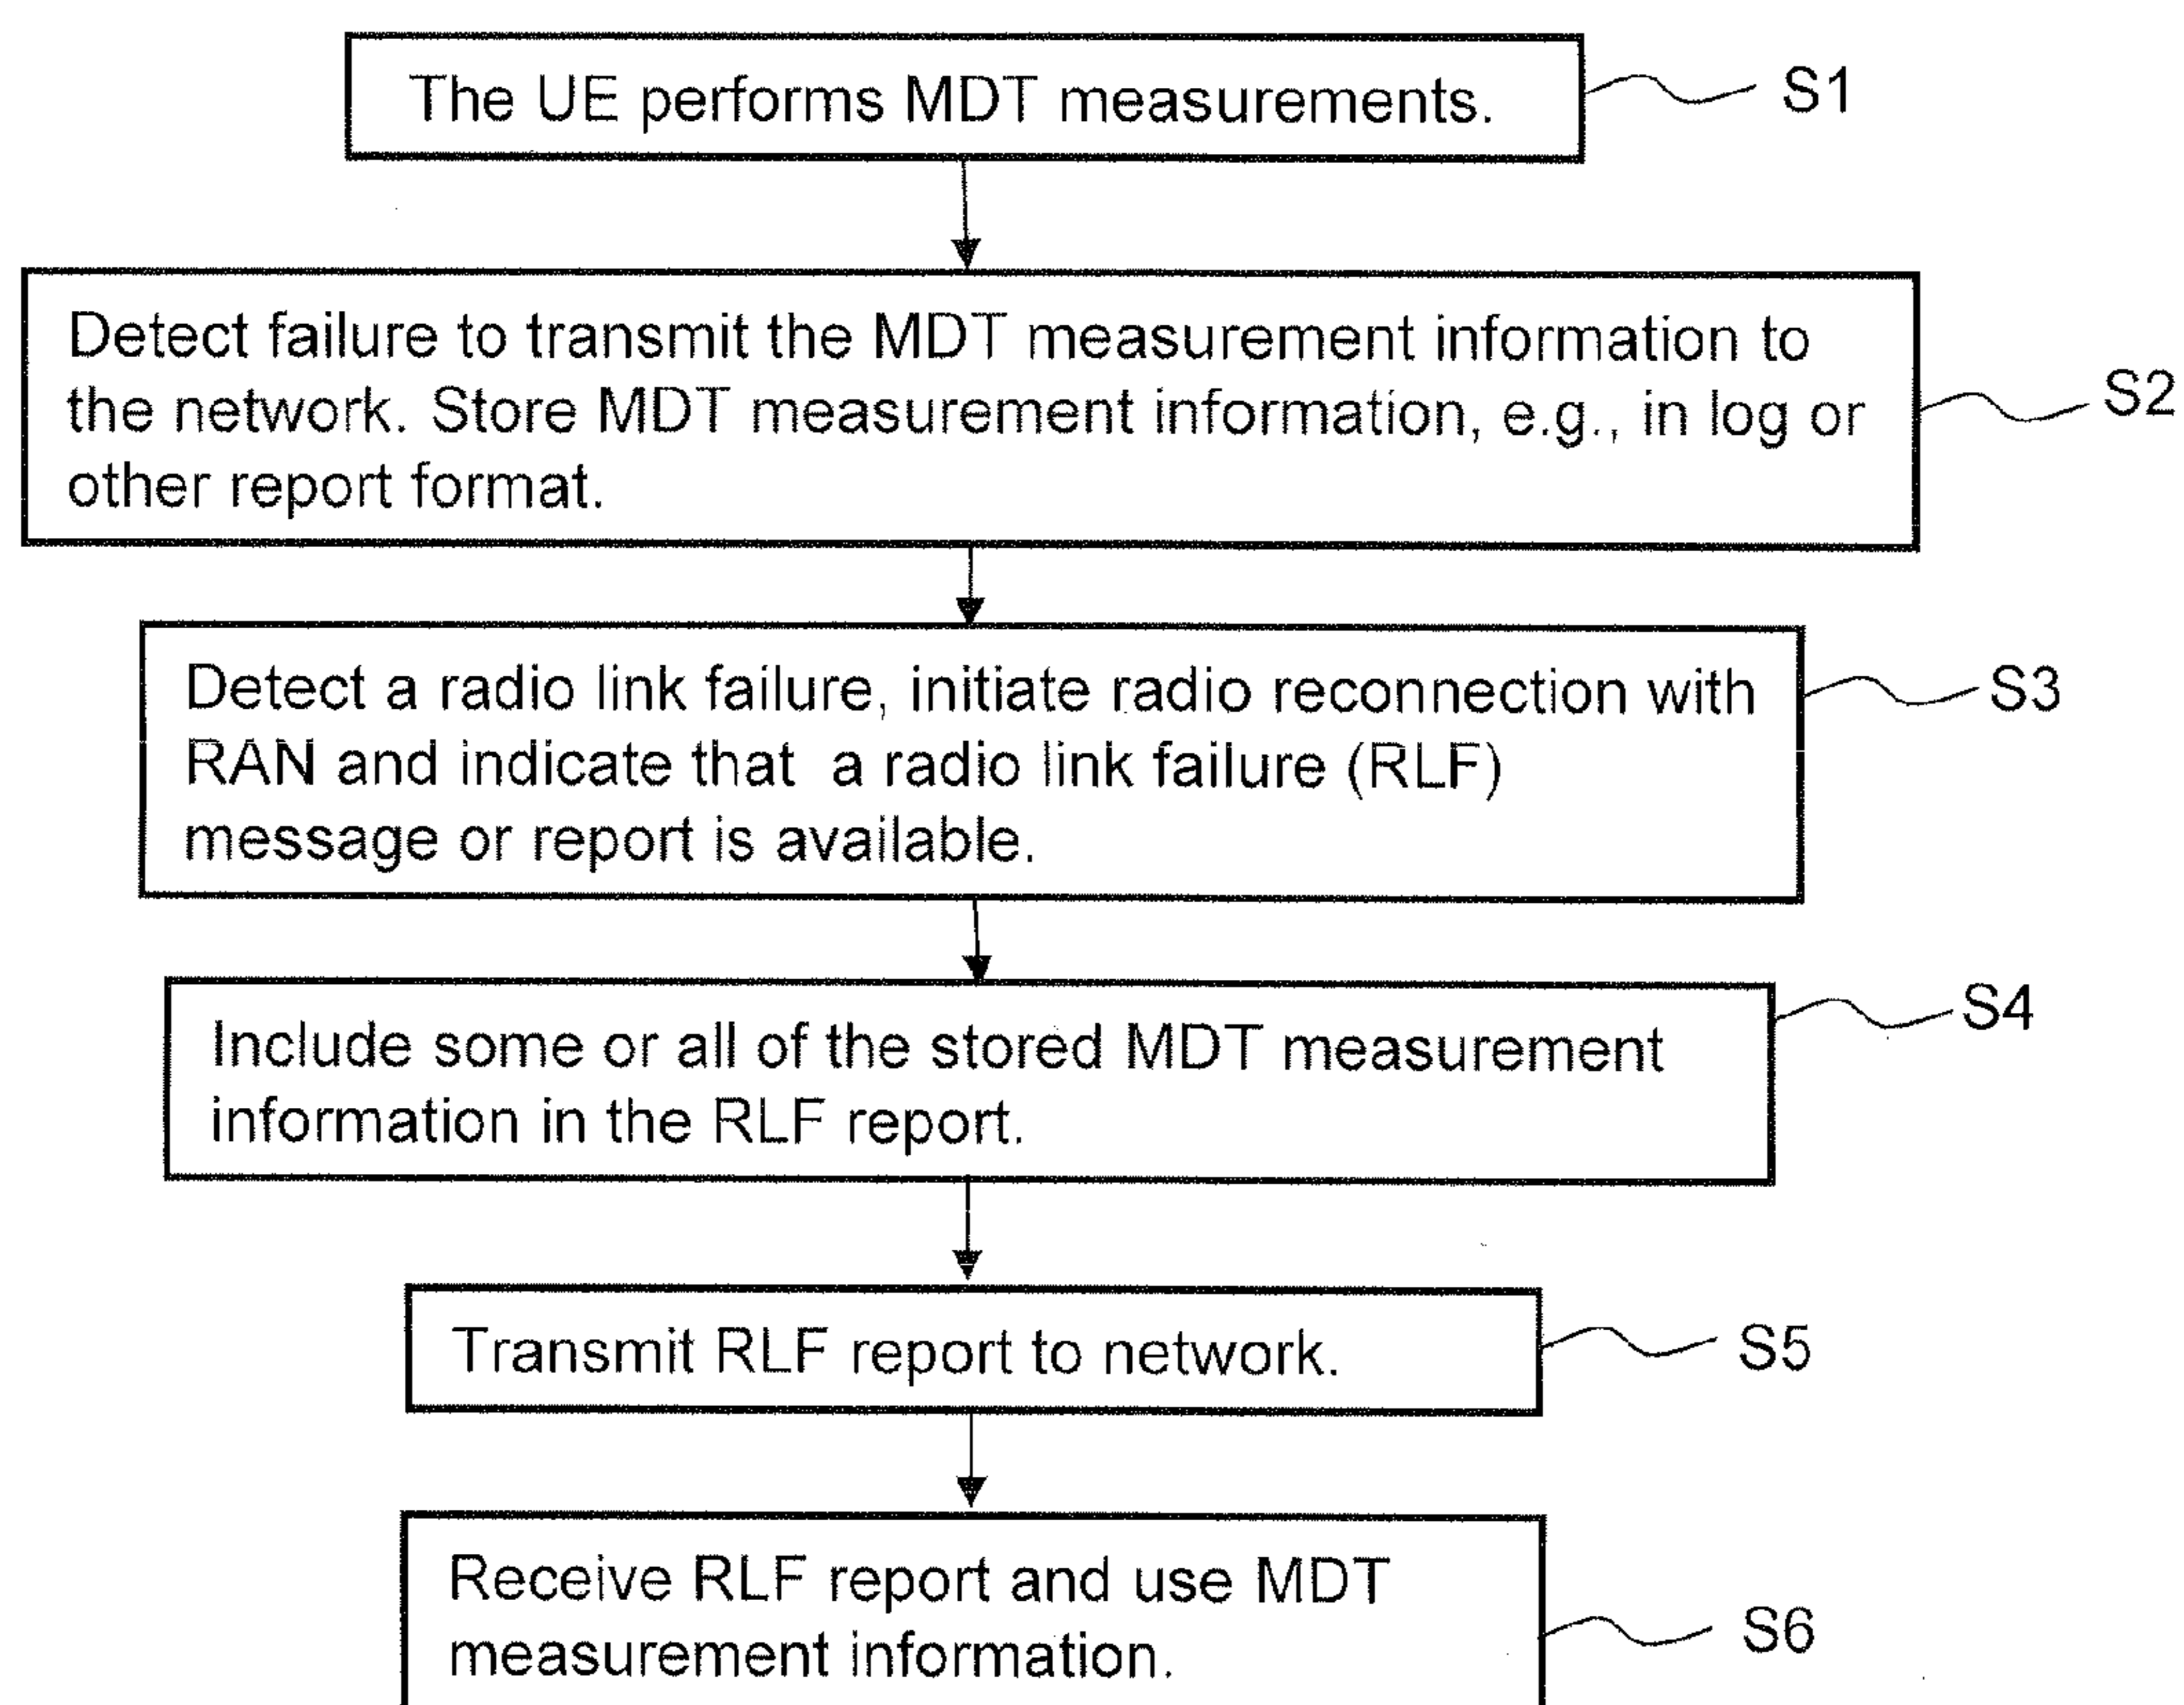 The UE performs MDT measurements.
S1
Detect failure to transmit the MDT measurement information to
the network. Store MDT measurement information, e.g., in log or
other report format.
S2
Detect a radio link failure, initiate radio reconnection with
RAN and indicate that a radio link failure (RLF)
message or report is available.
S3
Include some or all of the stored MDT measurement
information in the RLF report.
S4
Transmit RLF report to network.
S5
Receive RLF report and use MDT
measurement information.
S6